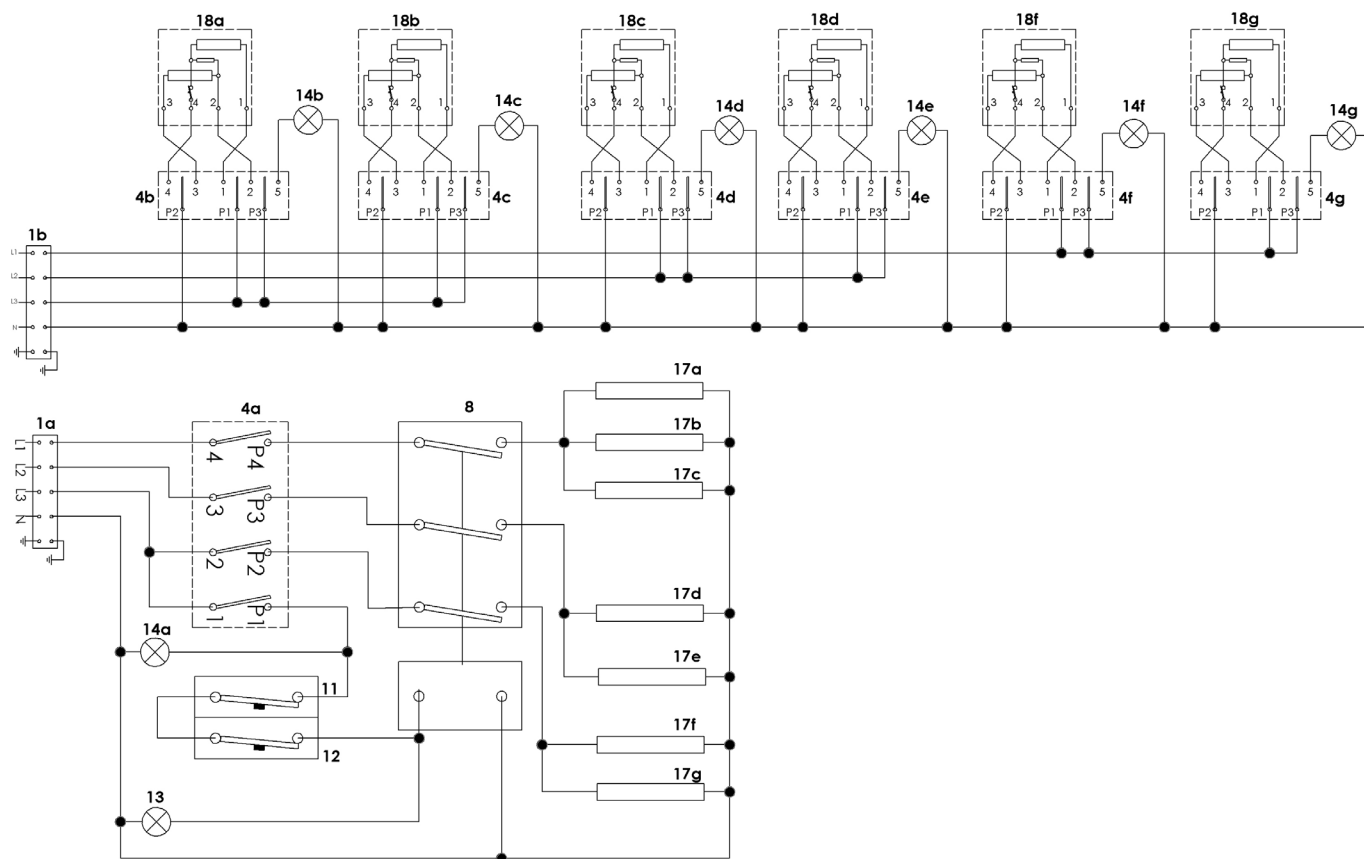 18a 18b 18c 18d 18f 18g
14b 14c 14d 14e 14f 14g
3 4 2 1 3 4 2 1 3 4 2 1 3 4 2 1 3 4 2 1 3 4 2 1
4 3 1 2 5 4 3 1 2 5 4 3 1 2 5 4 3 1 2 5 4 3 1 2 5 4 3 1 2 5
4b 4c 4d 4e 4f 4g
P2 P1 P3 P2 P1 P3 P2 P1 P3 P2 P1 P3 P2 P1 P3 P2 P1 P3
1b
L1
L2
L3
N
17a
4a 8
1a 17b
L1 4 P4
L2 17c
L3 3 P3
N
2 P2
17d
1 P1
14a
17e
11
17f
12
17g
13